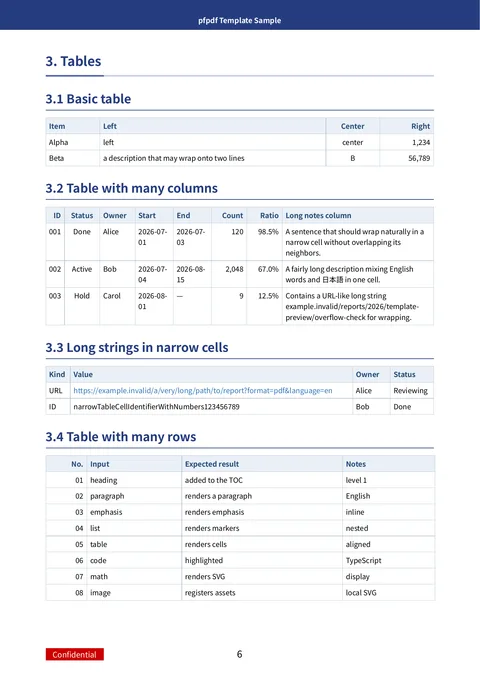 pfpdf Template Sample
3. Tables
3.1 Basic table
Item Left Center Right
Alpha left center 1,234
Beta a description that may wrap onto two lines B 56,789
3.2 Table with many columns
ID Status Owner Start End Count Ratio Long notes column
001 Done Alice 2026-07-01 2026-07-03 120 98.5% A sentence that should wrap naturally in a
narrow cell without overlapping its
neighbors.
002 Active Bob 2026-07-04 2026-08-15 2,048 67.0% A fairly long description mixing English
words and 日本語 in one cell.
003 Hold Carol 2026-08-01 — 9 12.5% Contains a URL-like long string
example.invalid/reports/2026/template-
preview/overflow-check for wrapping.
3.3 Long strings in narrow cells
Kind Value Owner Status
URL https://example.invalid/a/very/long/path/to/report?format=pdf&language=en Alice Reviewing
ID narrowTableCellIdentifierWithNumbers123456789 Bob Done
3.4 Table with many rows
No. Input Expected result Notes
01 heading added to the TOC level 1
02 paragraph renders a paragraph English
03 emphasis renders emphasis inline
04 list renders markers nested
05 table renders cells aligned
06 code highlighted TypeScript
07 math renders SVG display
08 image registers assets local SVG
Confidential 6